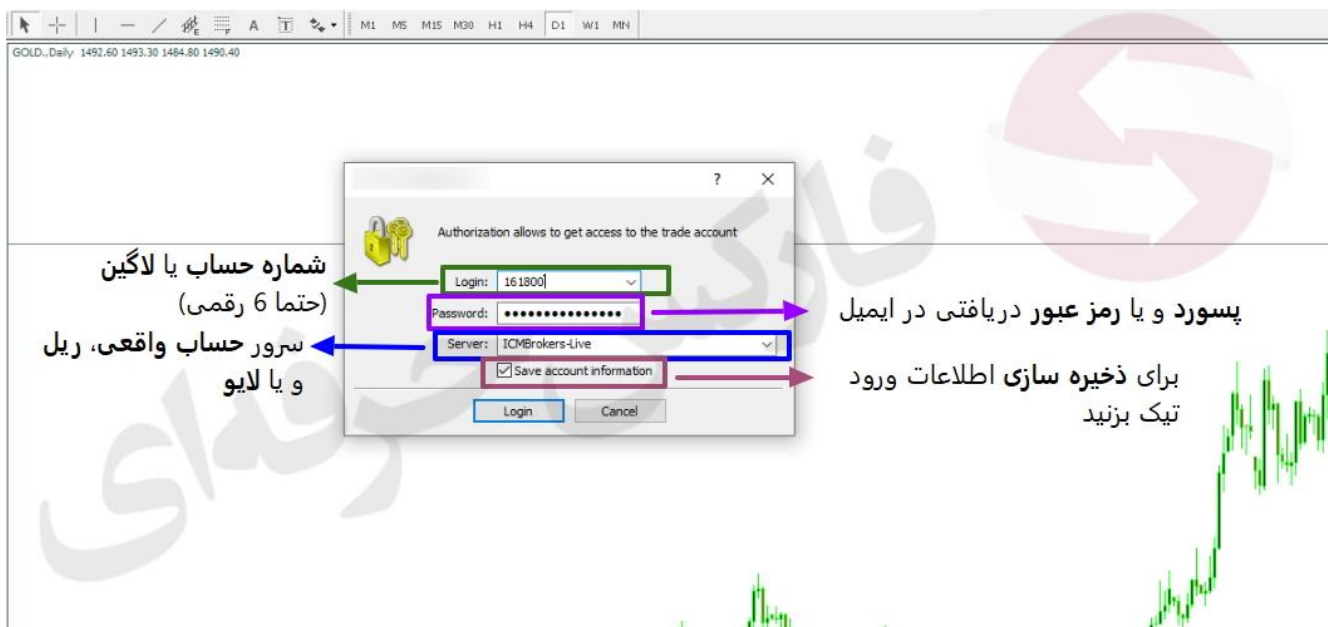 A T M1 M5 M15 M30 H1 H4 D1 W1 MN
GOLD.,Daily 1492.60 1493.30 1484.80 1490.40
فارکس حرفه‌ای
? ×
Authorization allows to get access to the trade account
شماره حساب یا لاگین
(حتما 6 رقمی)
Login: 161800
Password: •••••••••••••••
پسورد و یا رمز عبور دریافتی در ایمیل
سرور حساب واقعی، ریل
و یا لایو
Server: ICMBrokers-Live
Save account information
برای ذخیره سازی اطلاعات ورود
تیک بزنید
Login Cancel